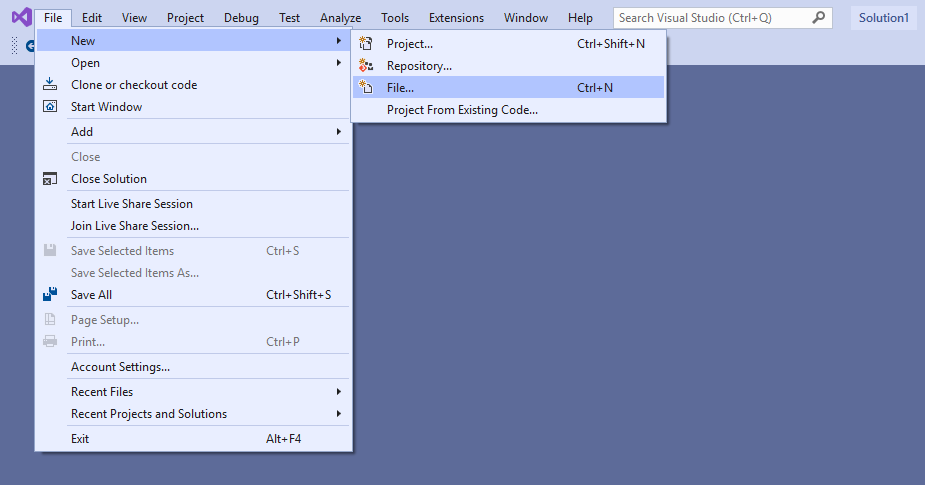 File Edit View Project Debug Test Analyze Tools Extensions Window Help Search Visual Studio (Ctrl+Q) Solution1
New
Project... Ctrl+Shift+N
Open
Repository...
Clone or checkout code
File... Ctrl+N
Start Window
Project From Existing Code...
Add
Close
Close Solution
Start Live Share Session
Join Live Share Session...
Save Selected Items Ctrl+S
Save Selected Items As...
Save All Ctrl+Shift+S
Page Setup...
Print... Ctrl+P
Account Settings...
Recent Files
Recent Projects and Solutions
Exit Alt+F4